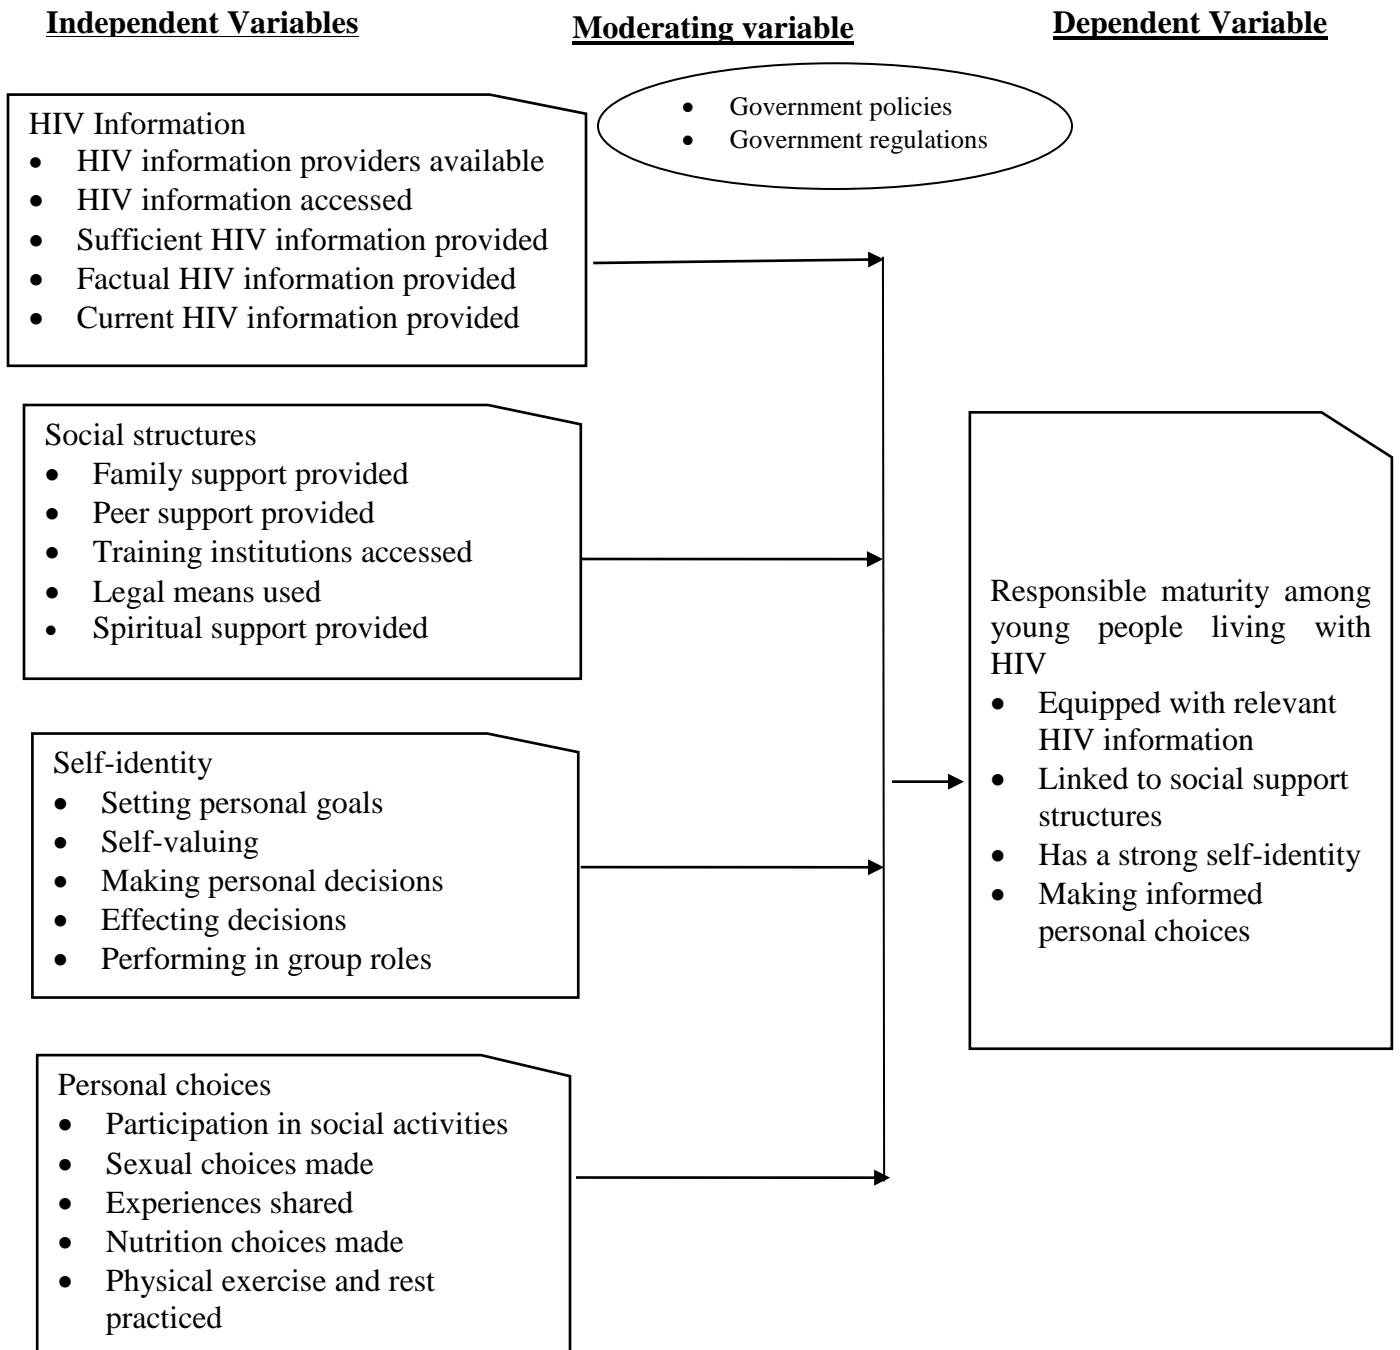 Independent Variables
Moderating variable
Dependent Variable
• Government policies
• Government regulations
HIV Information
• HIV information providers available
• HIV information accessed
• Sufficient HIV information provided
• Factual HIV information provided
• Current HIV information provided
Social structures
• Family support provided
• Peer support provided
• Training institutions accessed
• Legal means used
• Spiritual support provided
Self-identity
• Setting personal goals
• Self-valuing
• Making personal decisions
• Effecting decisions
• Performing in group roles
Personal choices
• Participation in social activities
• Sexual choices made
• Experiences shared
• Nutrition choices made
• Physical exercise and rest
practiced
Responsible maturity among
young people living with
HIV
• Equipped with relevant
HIV information
• Linked to social support
structures
• Has a strong self-identity
• Making informed
personal choices